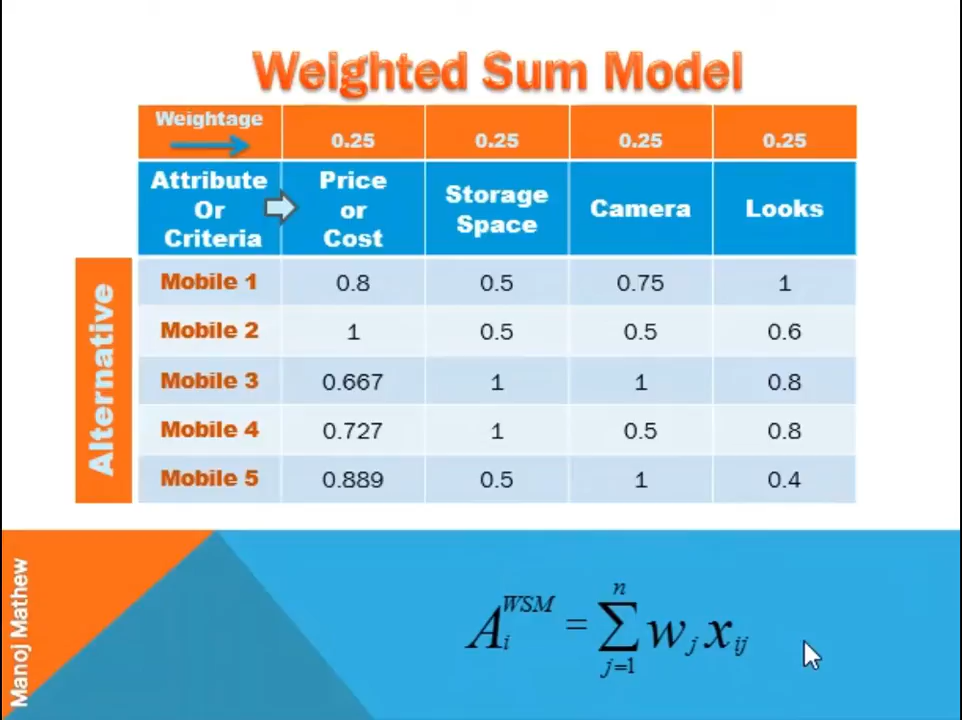 Weighted Sum Model
Weightage 0.25 0.25 0.25 0.25
Attribute Or Criteria Price or Cost Storage Space Camera Looks
Alternative
Mobile 1 0.8 0.5 0.75 1
Mobile 2 1 0.5 0.5 0.6
Mobile 3 0.667 1 1 0.8
Mobile 4 0.727 1 0.5 0.8
Mobile 5 0.889 0.5 1 0.4
A_i^{WSM} = \sum_{j=1}^{n} w_j x_{ij}
Manoj Mathew